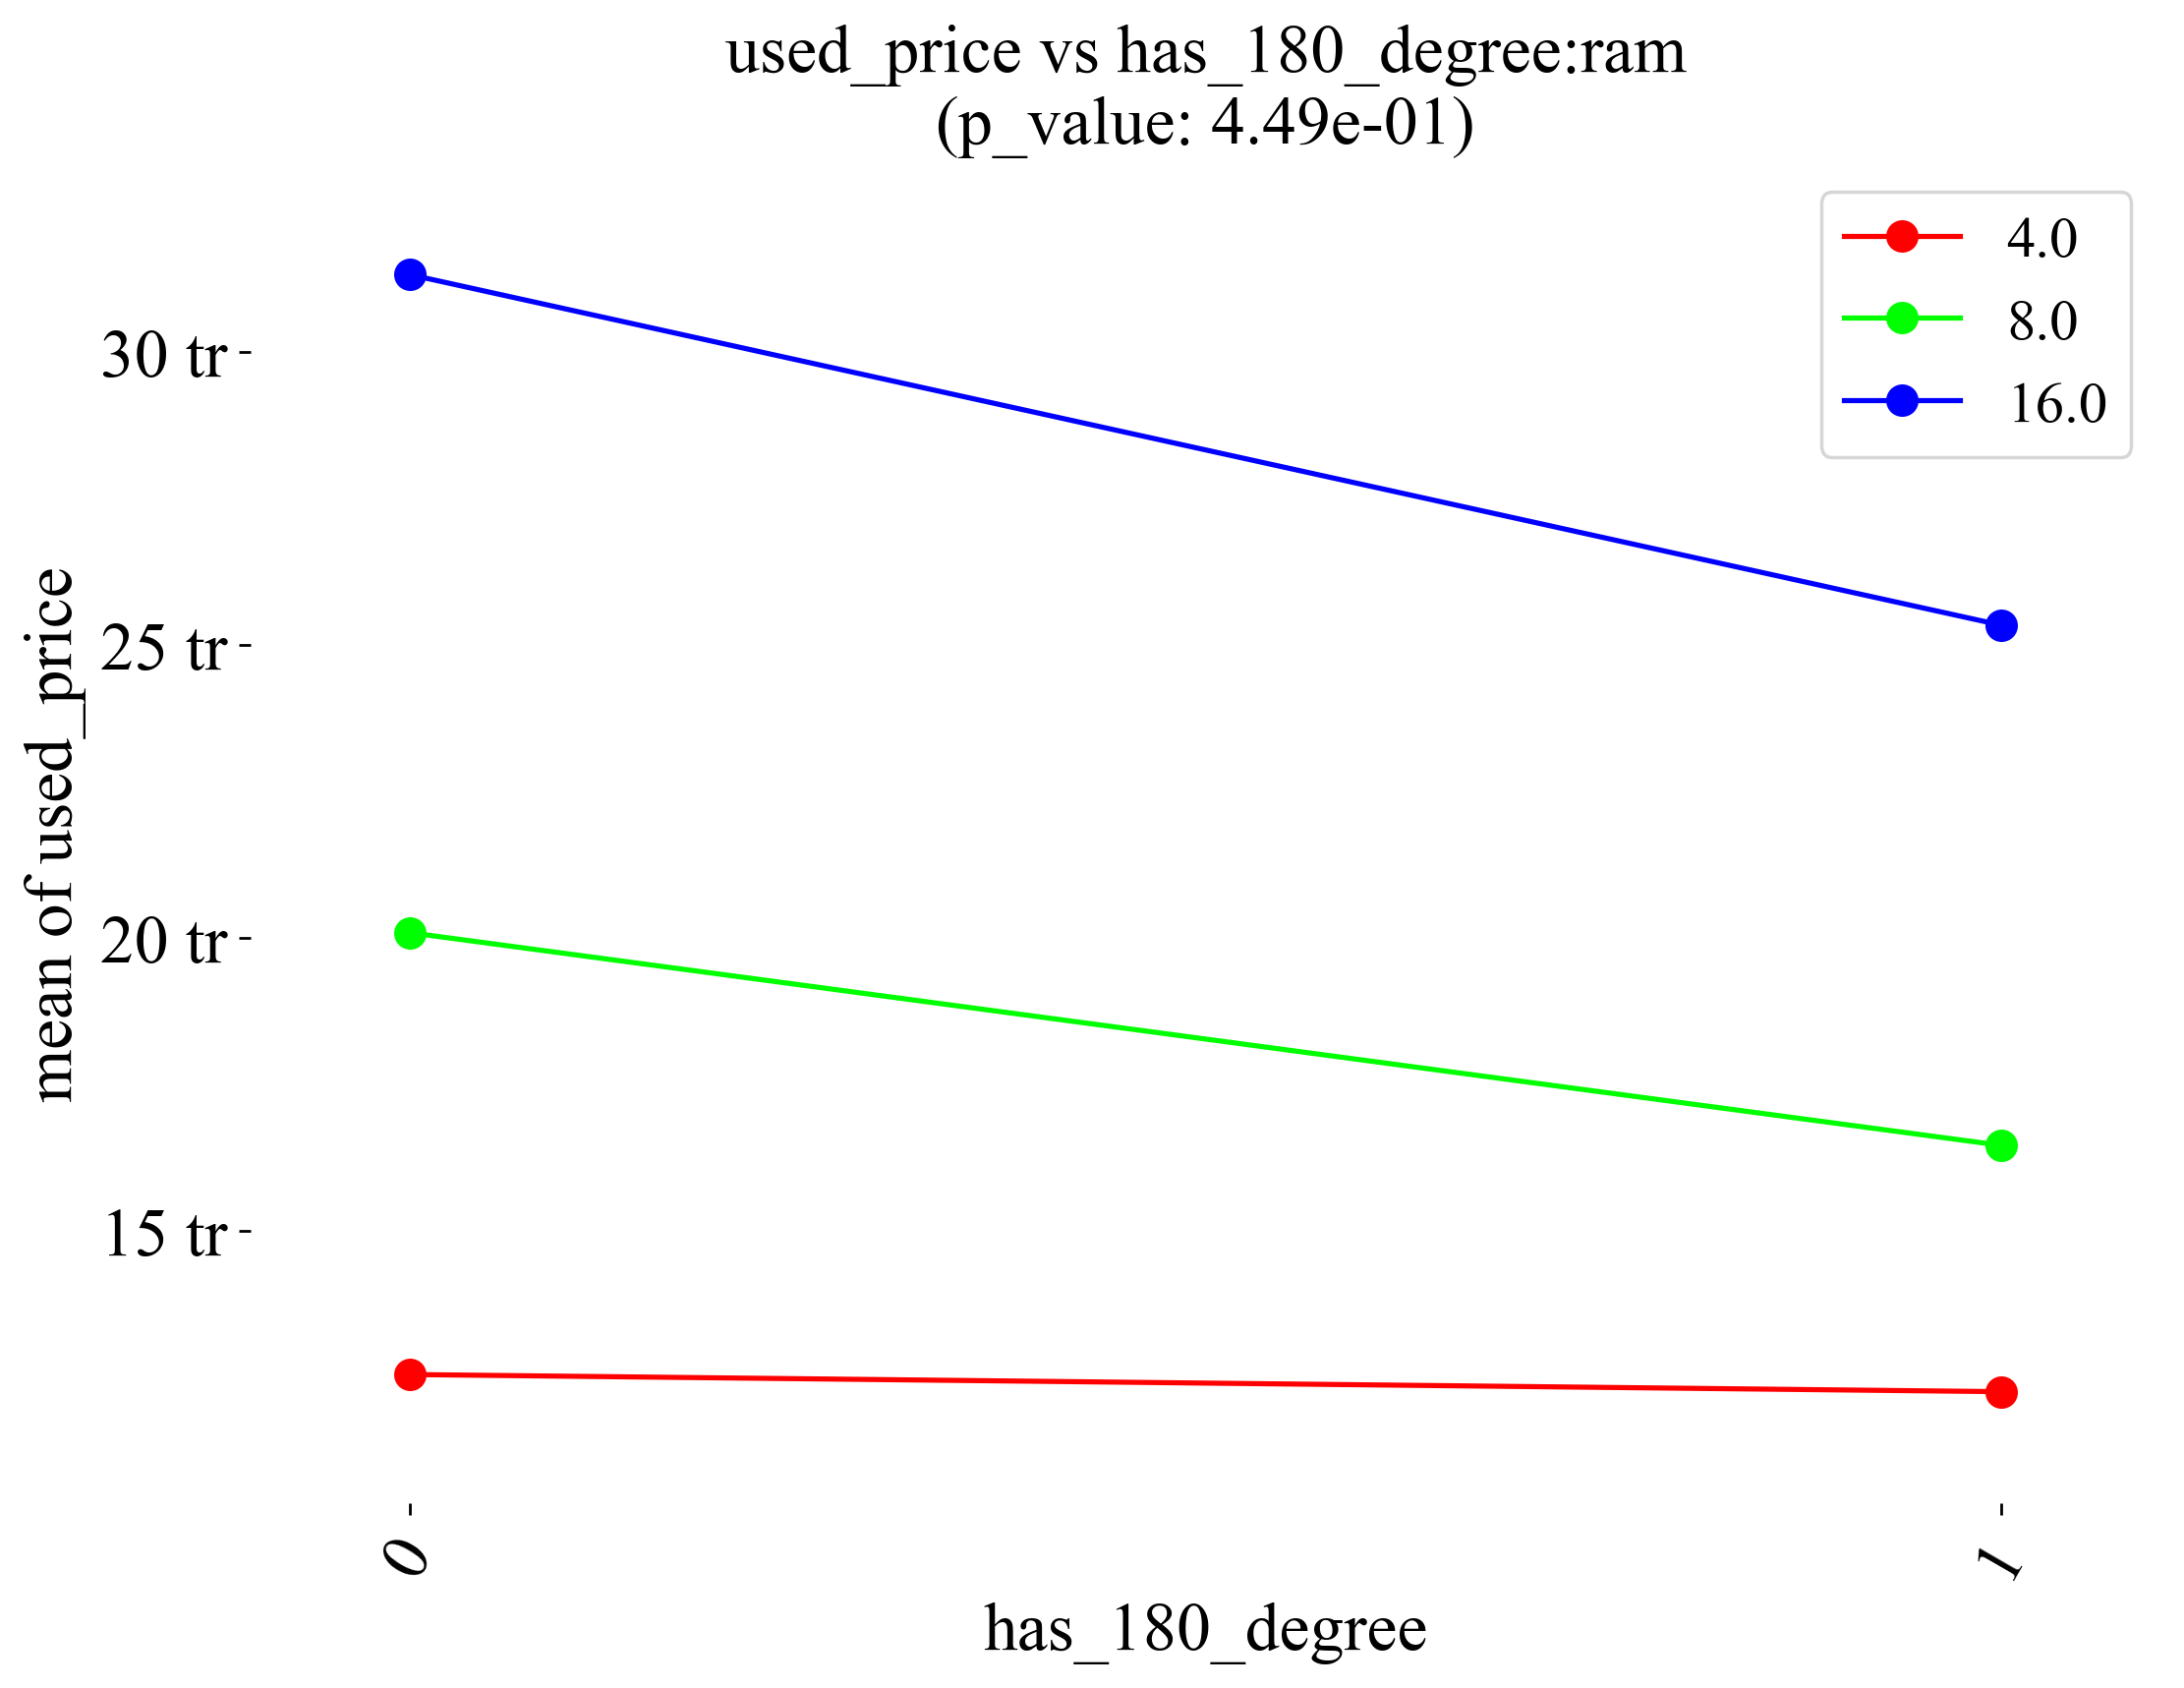 used_price vs has_180_degree:ram
(p_value: 4.49e-01)
4.0
8.0
16.0
30 tr
25 tr
20 tr
15 tr
mean of used_price
0
1
has_180_degree